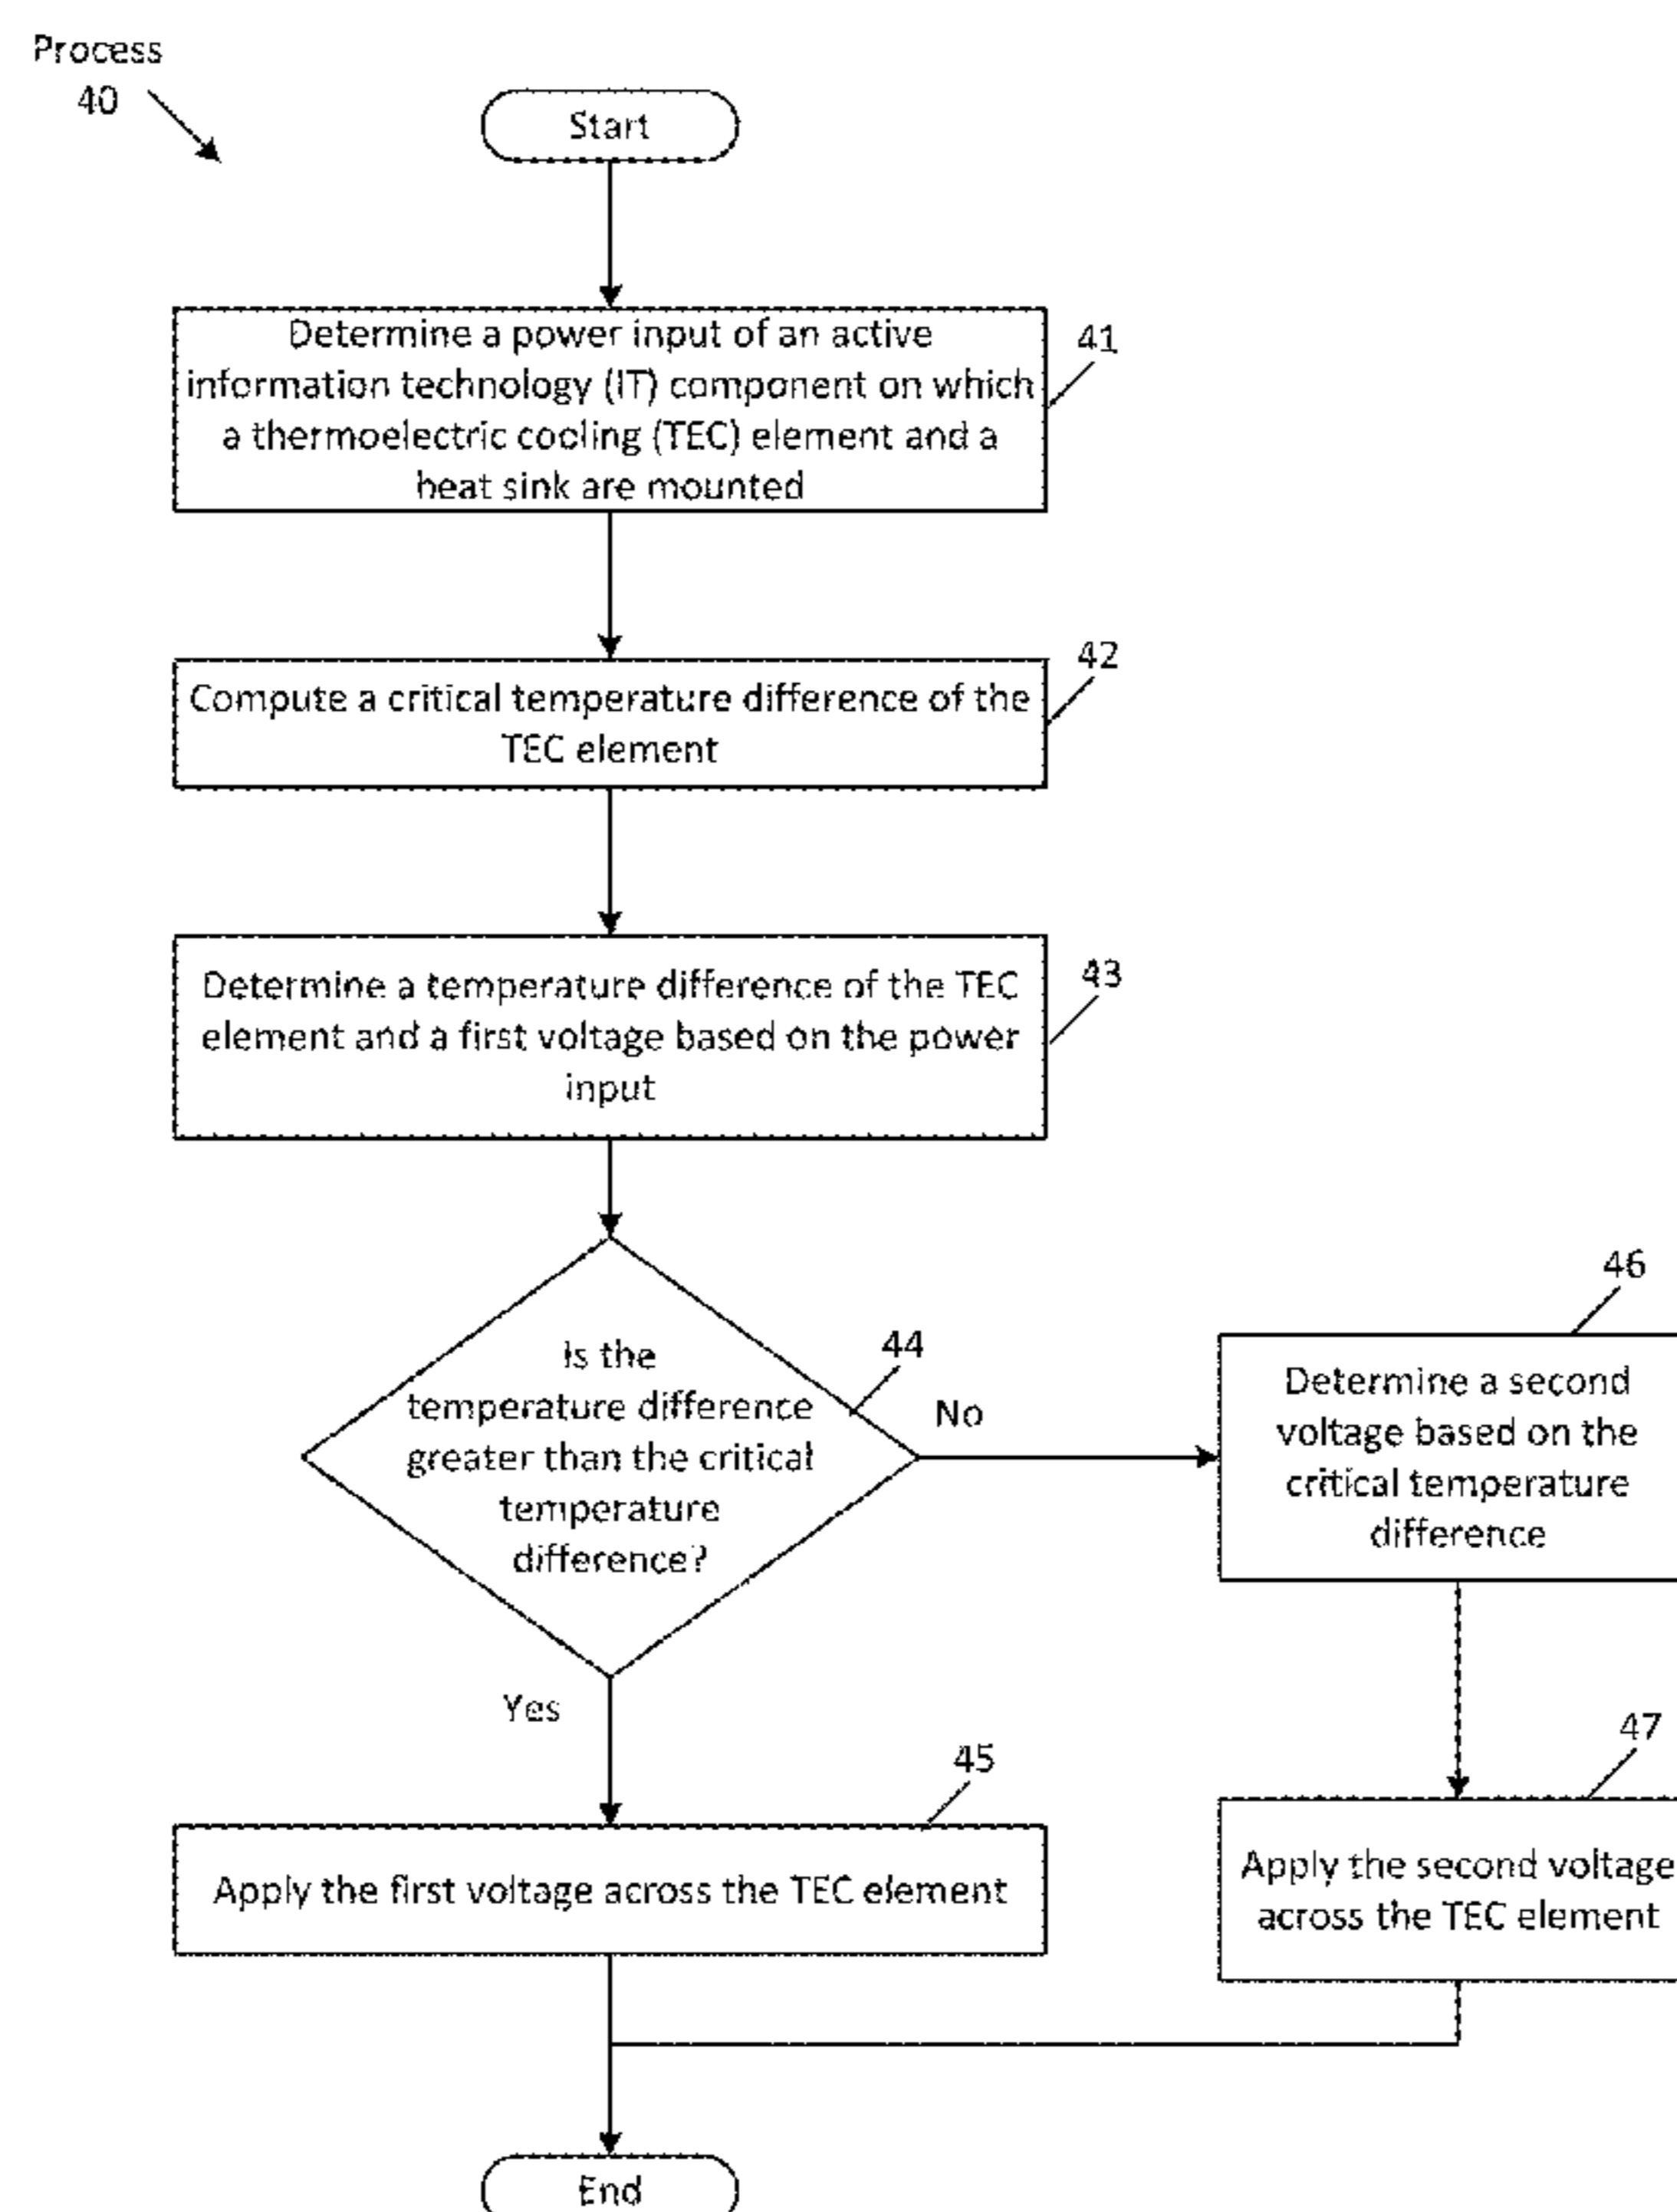 Process
40
Start
Determine a power input of an active
information technology (IT) component on which
a thermoelectric cooling (TEC) element and a
heat sink are mounted
41
Compute a critical temperature difference of the
TEC element
42
Determine a temperature difference of the TEC
element and a first voltage based on the power
input
43
Is the
temperature difference
greater than the critical
temperature
difference?
44
No
Yes
46
Determine a second
voltage based on the
critical temperature
difference
45
Apply the first voltage across the TEC element
47
Apply the second voltage
across the TEC element
End